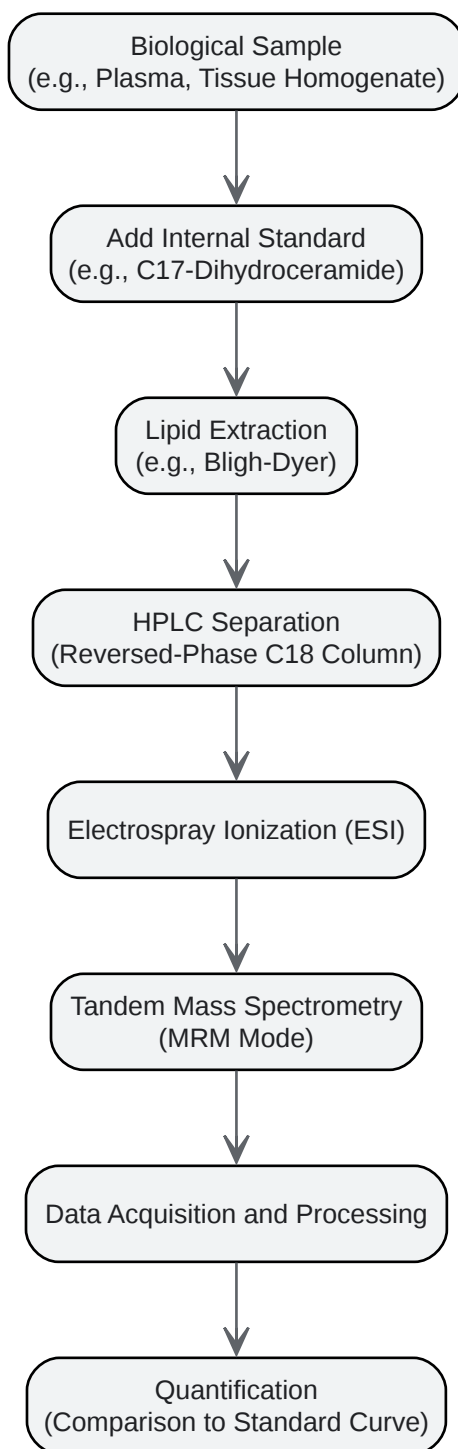 Biological Sample
(e.g., Plasma, Tissue Homogenate)
Add Internal Standard
(e.g., C17-Dihydroceramide)
Lipid Extraction
(e.g., Bligh-Dyer)
HPLC Separation
(Reversed-Phase C18 Column)
Electrospray Ionization (ESI)
Tandem Mass Spectrometry
(MRM Mode)
Data Acquisition and Processing
Quantification
(Comparison to Standard Curve)